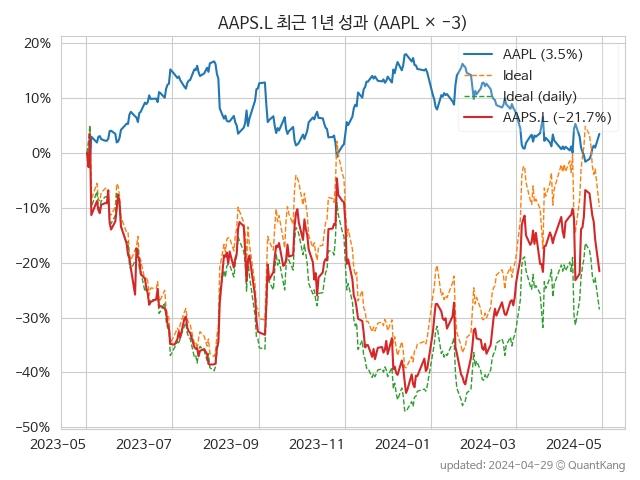 AAPS.L 최근 1년 성과 (AAPL × −3)
20%
10%
0%
−10%
−20%
−30%
−40%
−50%
AAPL (3.5%)
Ideal
Ideal (daily)
AAPS.L (−21.7%)
2023−05
2023−07
2023−09
2023−11
2024−01
2024−03
2024−05
updated: 2024−04−29 © QuantKang